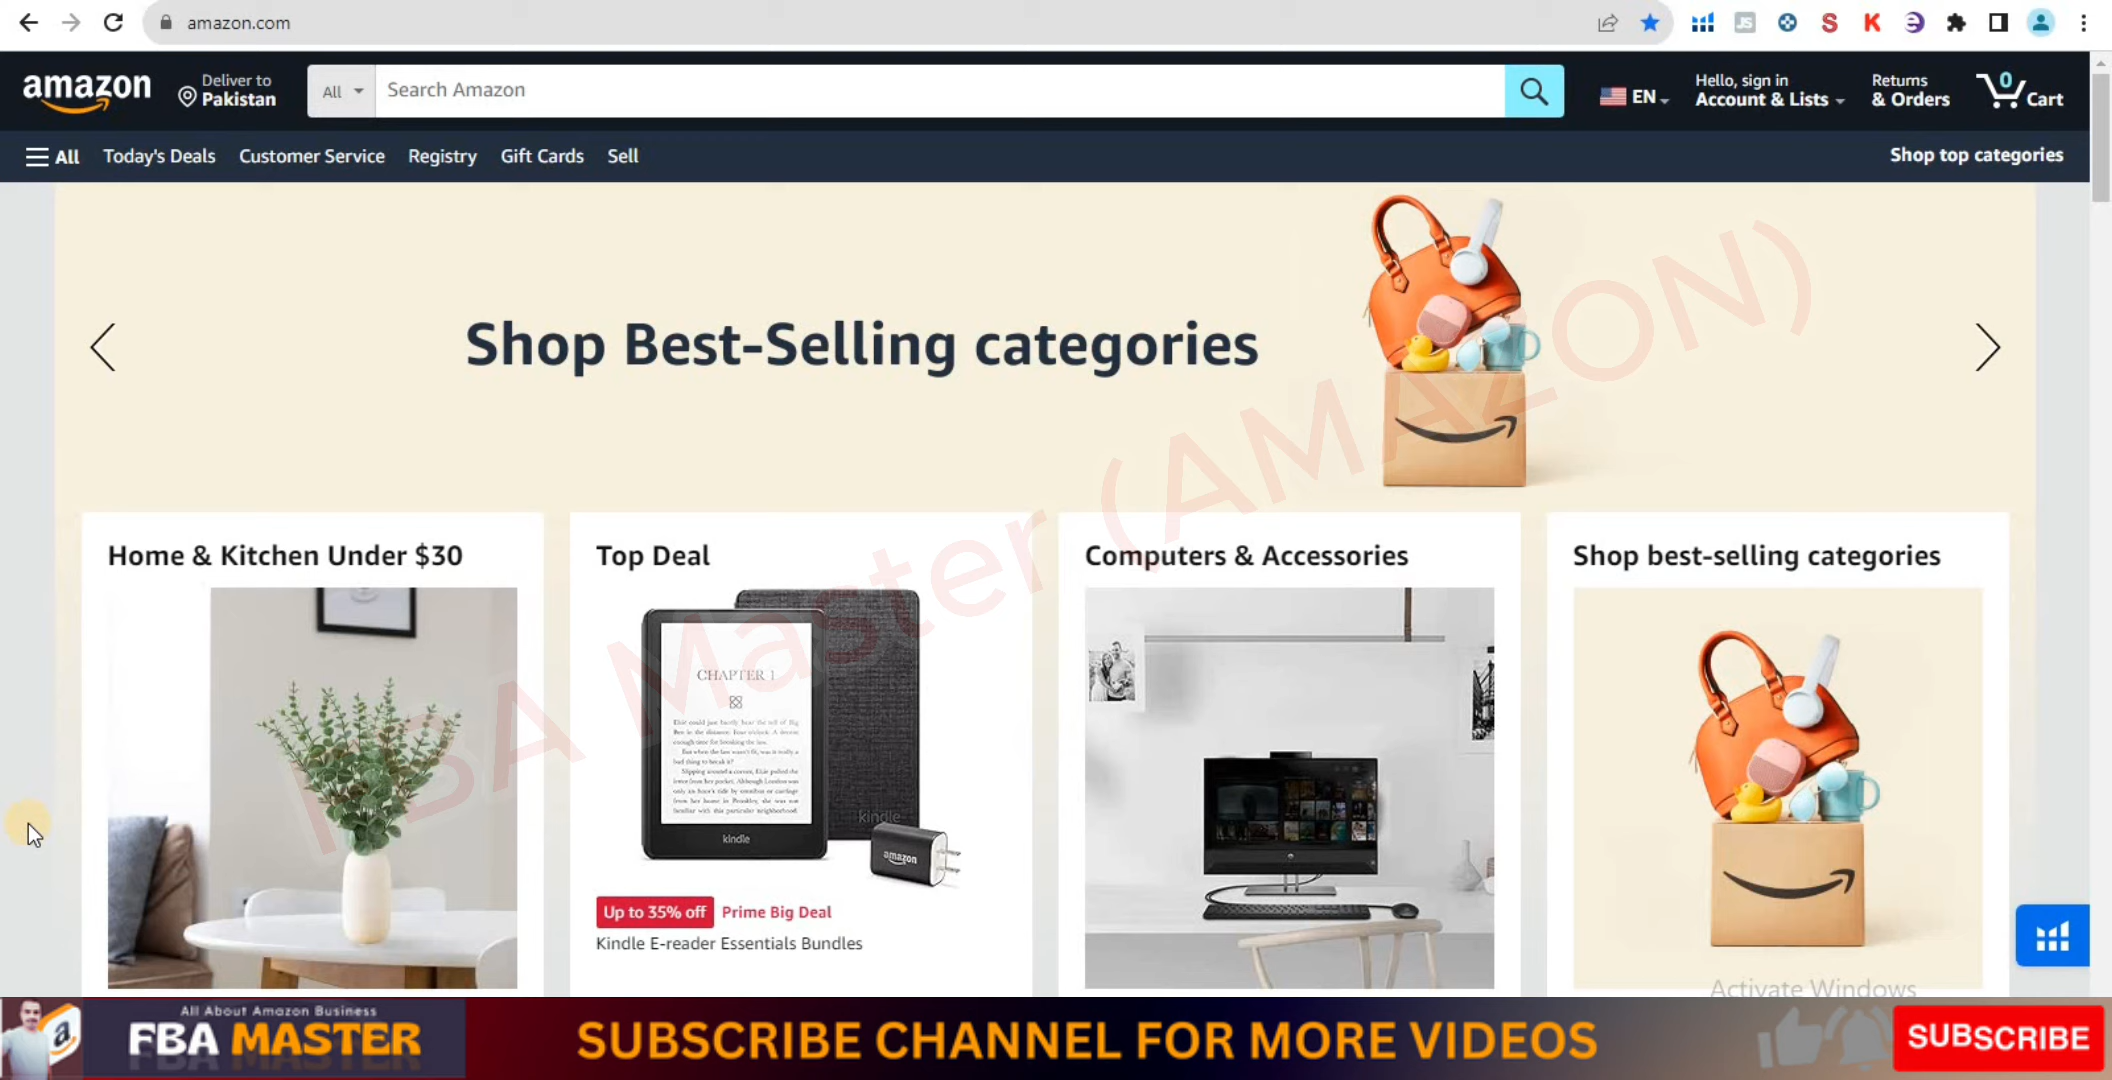 amazon.com
amazon
Deliver to
Pakistan
All
Search Amazon
EN
Hello, sign in
Account & Lists
Returns
& Orders
0
Cart
All
Today's Deals
Customer Service
Registry
Gift Cards
Sell
Shop top categories
Shop Best-Selling categories
FBA Master (AMAZON)
Home & Kitchen Under $30
Top Deal
Computers & Accessories
Shop best-selling categories
CHAPTER 1
kindle
kindle
amazon
Up to 35% off
Prime Big Deal
Kindle E-reader Essentials Bundles
Activate Windows
All About Amazon Business
FBA MASTER
SUBSCRIBE CHANNEL FOR MORE VIDEOS
SUBSCRIBE